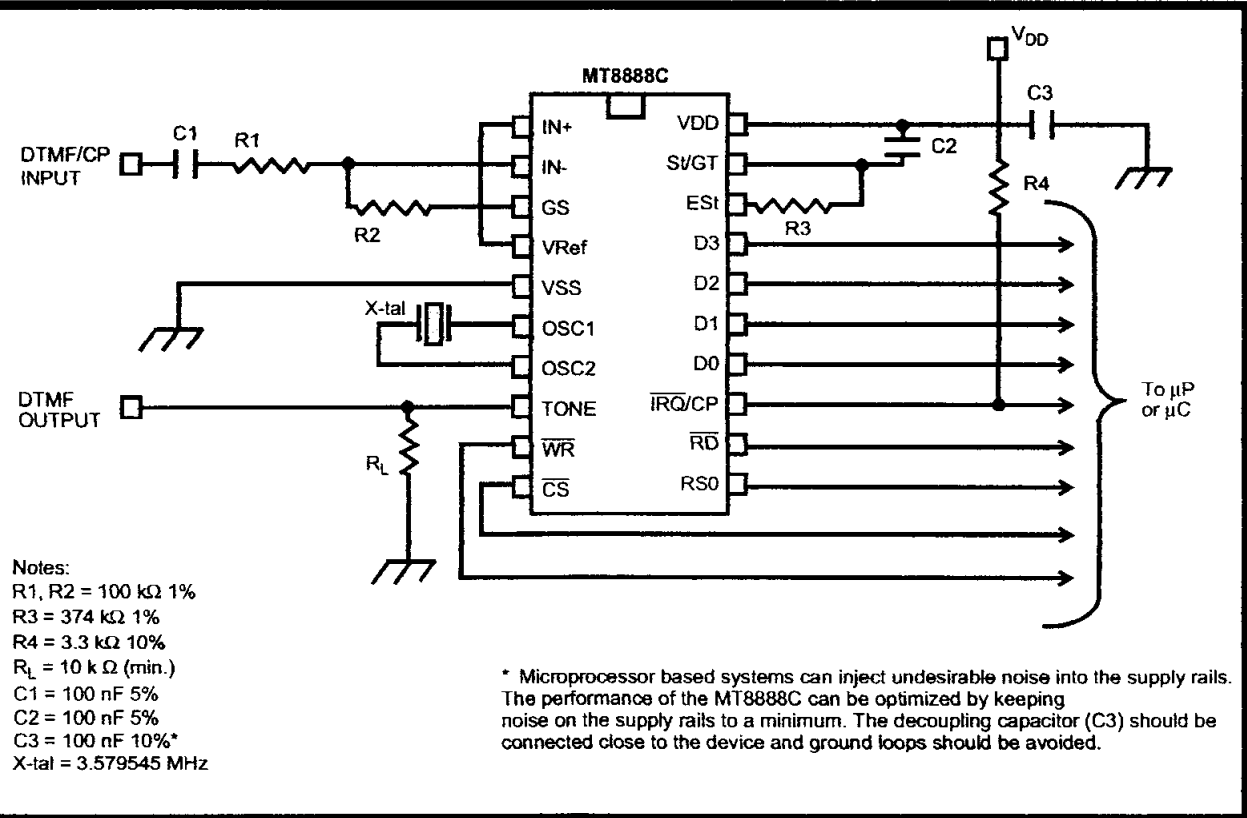 VDD
MT8888C
C3
C1
R1
IN+
VDD
C2
DTMF/CP
INPUT
IN-
St/GT
R4
GS
ESt
R2
R3
VRef
D3
VSS
D2
X-tal
OSC1
D1
OSC2
D0
DTMF
OUTPUT
TONE
IRQ/CP
To µP
or µC
WR
RD
RL
CS
RS0
Notes:
R1, R2 = 100 kΩ 1%
R3 = 374 kΩ 1%
R4 = 3.3 kΩ 10%
RL = 10 k Ω (min.)
C1 = 100 nF 5%
C2 = 100 nF 5%
C3 = 100 nF 10%*
X-tal = 3.579545 MHz
* Microprocessor based systems can inject undesirable noise into the supply rails.
The performance of the MT8888C can be optimized by keeping
noise on the supply rails to a minimum. The decoupling capacitor (C3) should be
connected close to the device and ground loops should be avoided.